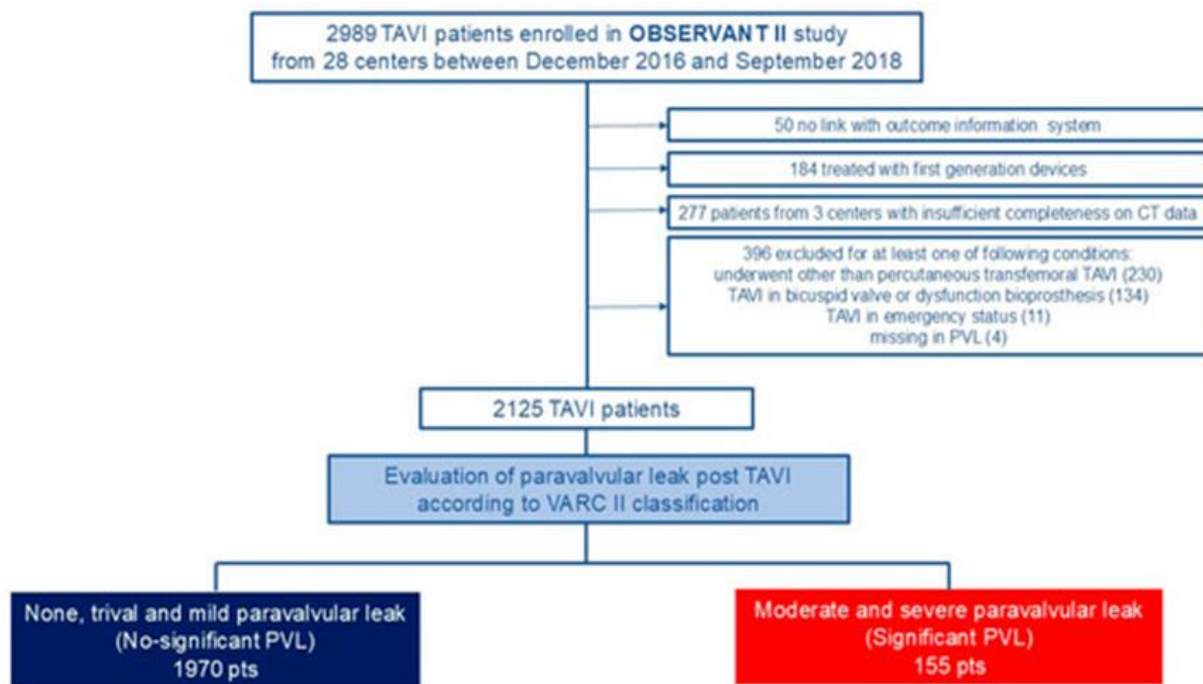 2989 TAVI patients enrolled in OBSERVANT II study
from 28 centers between December 2016 and September 2018
50 no link with outcome information system
184 treated with first generation devices
277 patients from 3 centers with insufficient completeness on CT data
396 excluded for at least one of following conditions:
underwent other than percutaneous transfemoral TAVI (230)
TAVI in bicuspid valve or dysfunction bioprosthesis (134)
TAVI in emergency status (11)
missing in PVL (4)
2125 TAVI patients
Evaluation of paravalvular leak post TAVI
according to VARC II classification
None, trival and mild paravalvular leak
(No-significant PVL)
1970 pts
Moderate and severe paravalvular leak
(Significant PVL)
155 pts